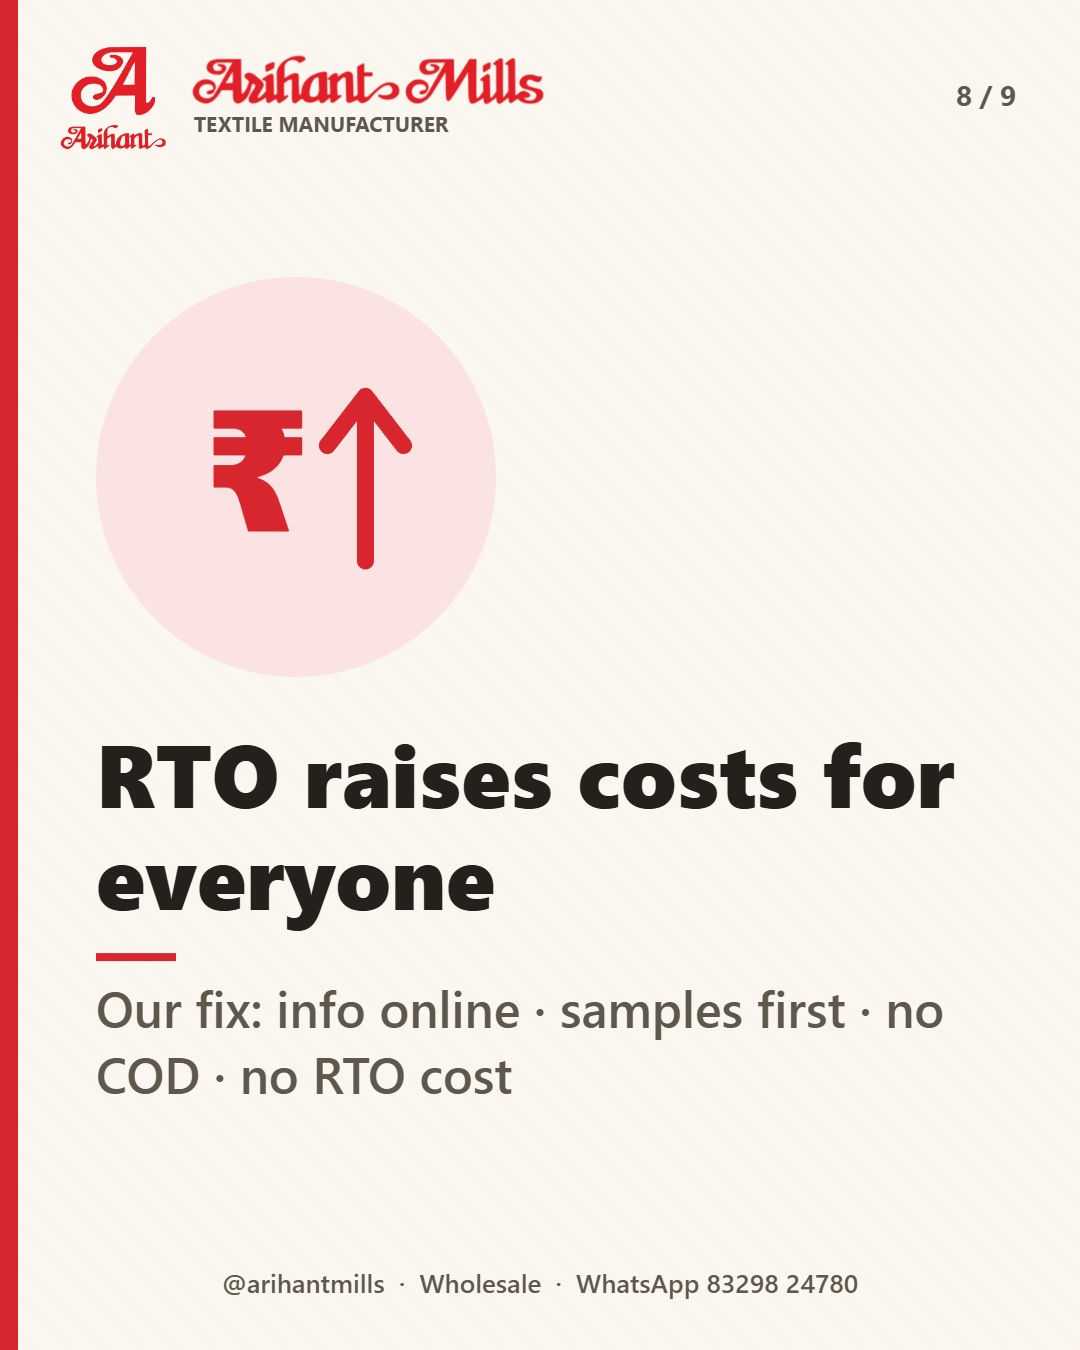 A
Arihant
Arihant Mills
TEXTILE MANUFACTURER
8 / 9
₹
RTO raises costs for
everyone
Our fix: info online · samples first · no
COD · no RTO cost
@arihantmills · Wholesale · WhatsApp 83298 24780